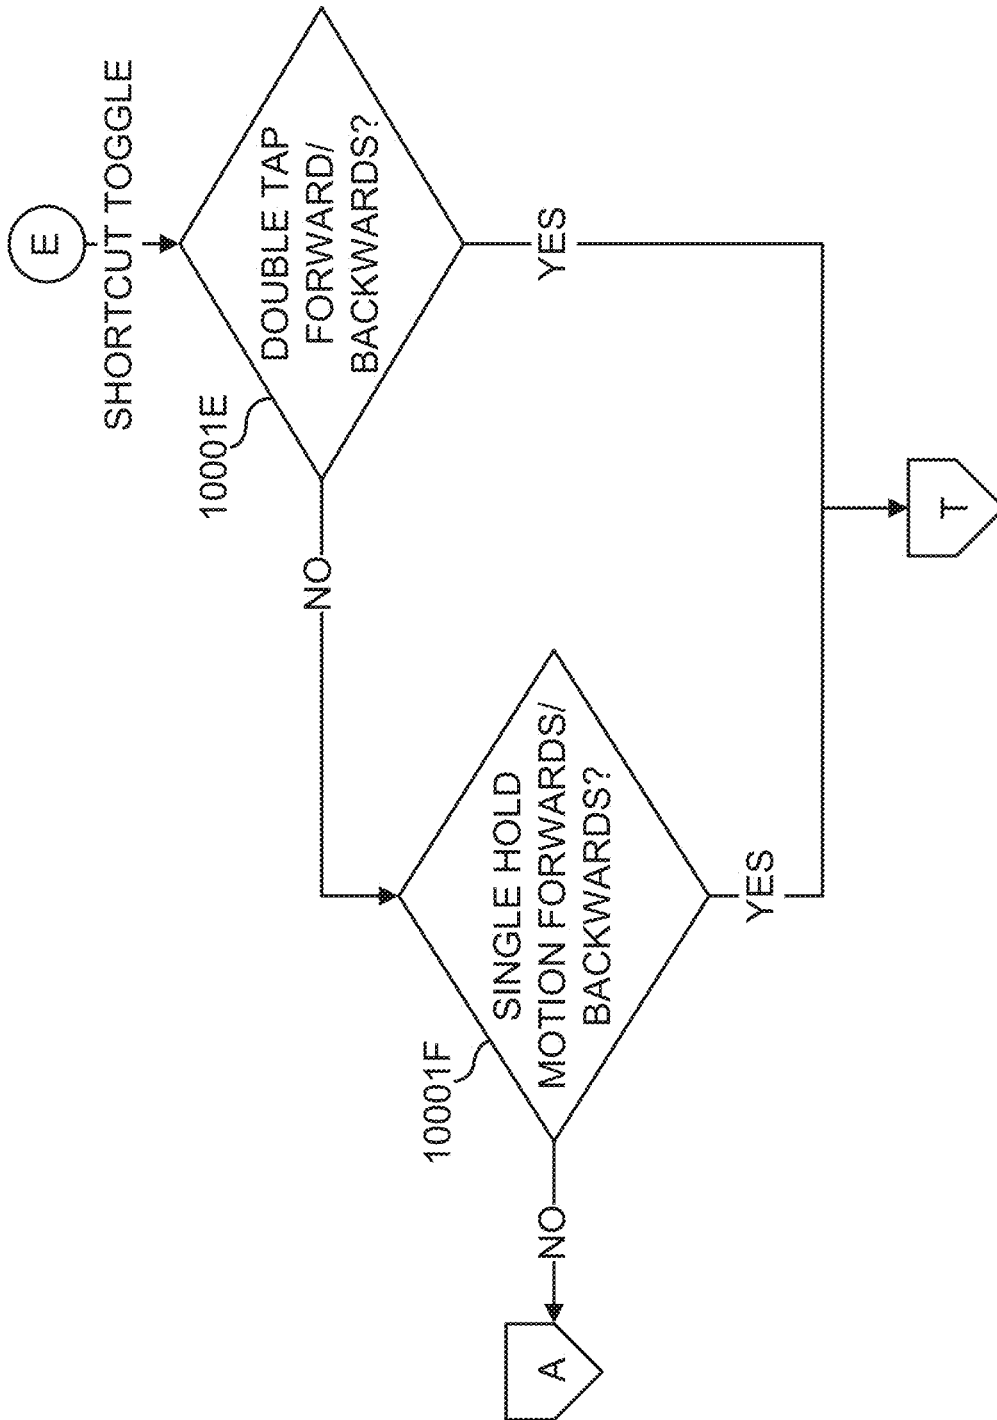 E
SHORTCUT TOGGLE
10001E
DOUBLE TAP
FORWARD/
BACKWARDS?
NO
YES
10001F
SINGLE HOLD
MOTION FORWARDS/
BACKWARDS?
NO
YES
A
T